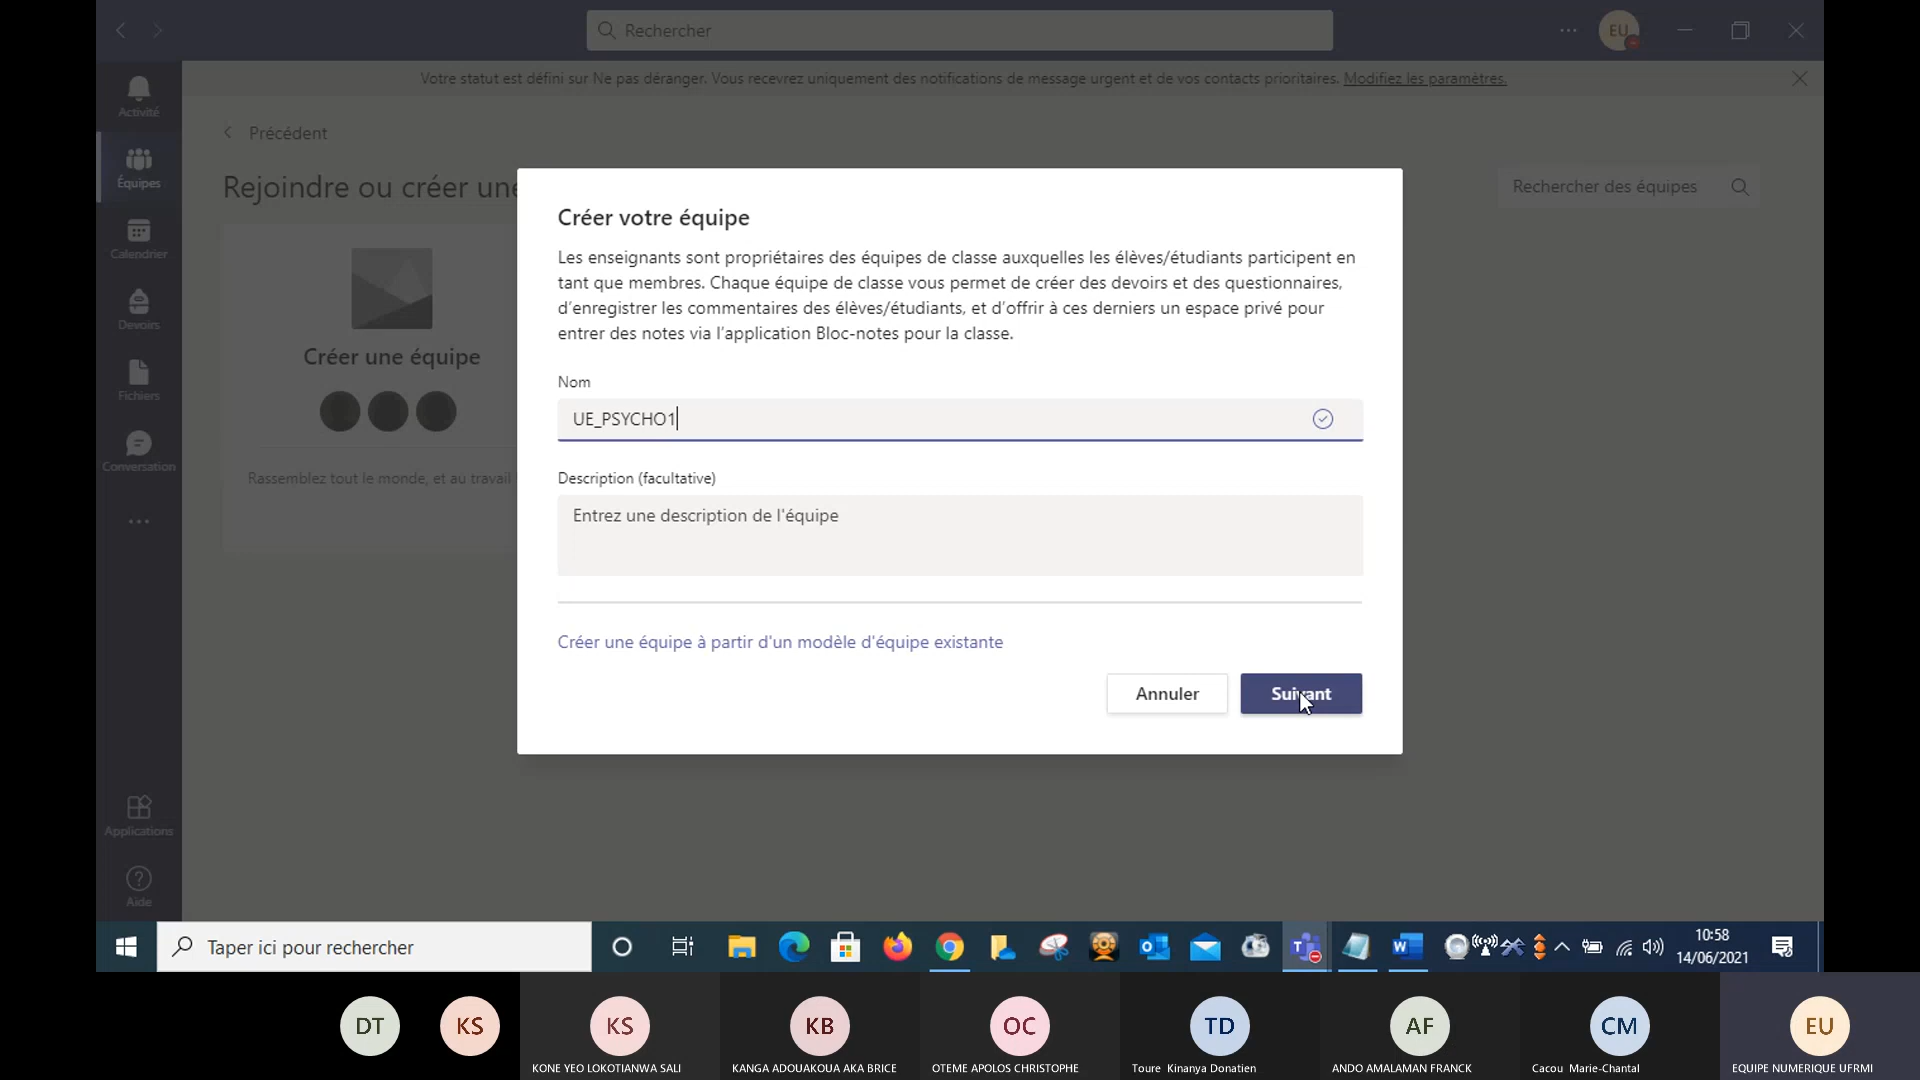 Rechercher
EU
Votre statut est défini sur Ne pas déranger. Vous recevrez uniquement des notifications de message urgent et de vos contacts prioritaires. Modifiez les paramètres.
Activité
Équipes
Calendrier
Devoirs
Fichiers
Conversation
Applications
Aide
Précédent
Rejoindre ou créer une
Rechercher des équipes
Créer une équipe
Rassemblez tout le monde, et au travail
Créer votre équipe
Les enseignants sont propriétaires des équipes de classe auxquelles les élèves/étudiants participent en
tant que membres. Chaque équipe de classe vous permet de créer des devoirs et des questionnaires,
d’enregistrer les commentaires des élèves/étudiants, et d’offrir à ces derniers un espace privé pour
entrer des notes via l’application Bloc-notes pour la classe.
Nom
UE_PSYCHO1
Description (facultative)
Entrez une description de l'équipe
Créer une équipe à partir d'un modèle d'équipe existante
Annuler
Suivant
Taper ici pour rechercher
10:58
14/06/2021
DT
KS
KS
KONE YEO LOKOTIANWA SALI
KB
KANGA ADOUAKOUA AKA BRICE
OC
OTEME APOLOS CHRISTOPHE
TD
Toure Kinanya Donatien
AF
ANDO AMALAMAN FRANCK
CM
Cacou Marie-Chantal
EU
EQUIPE NUMERIQUE UFRMI